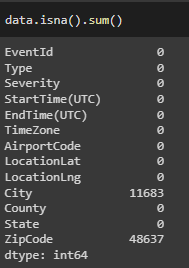 data.isna().sum()
EventId 0
Type 0
Severity 0
StartTime(UTC) 0
EndTime(UTC) 0
TimeZone 0
AirportCode 0
LocationLat 0
LocationLng 0
City 11683
County 0
State 0
ZipCode 48637
dtype: int64